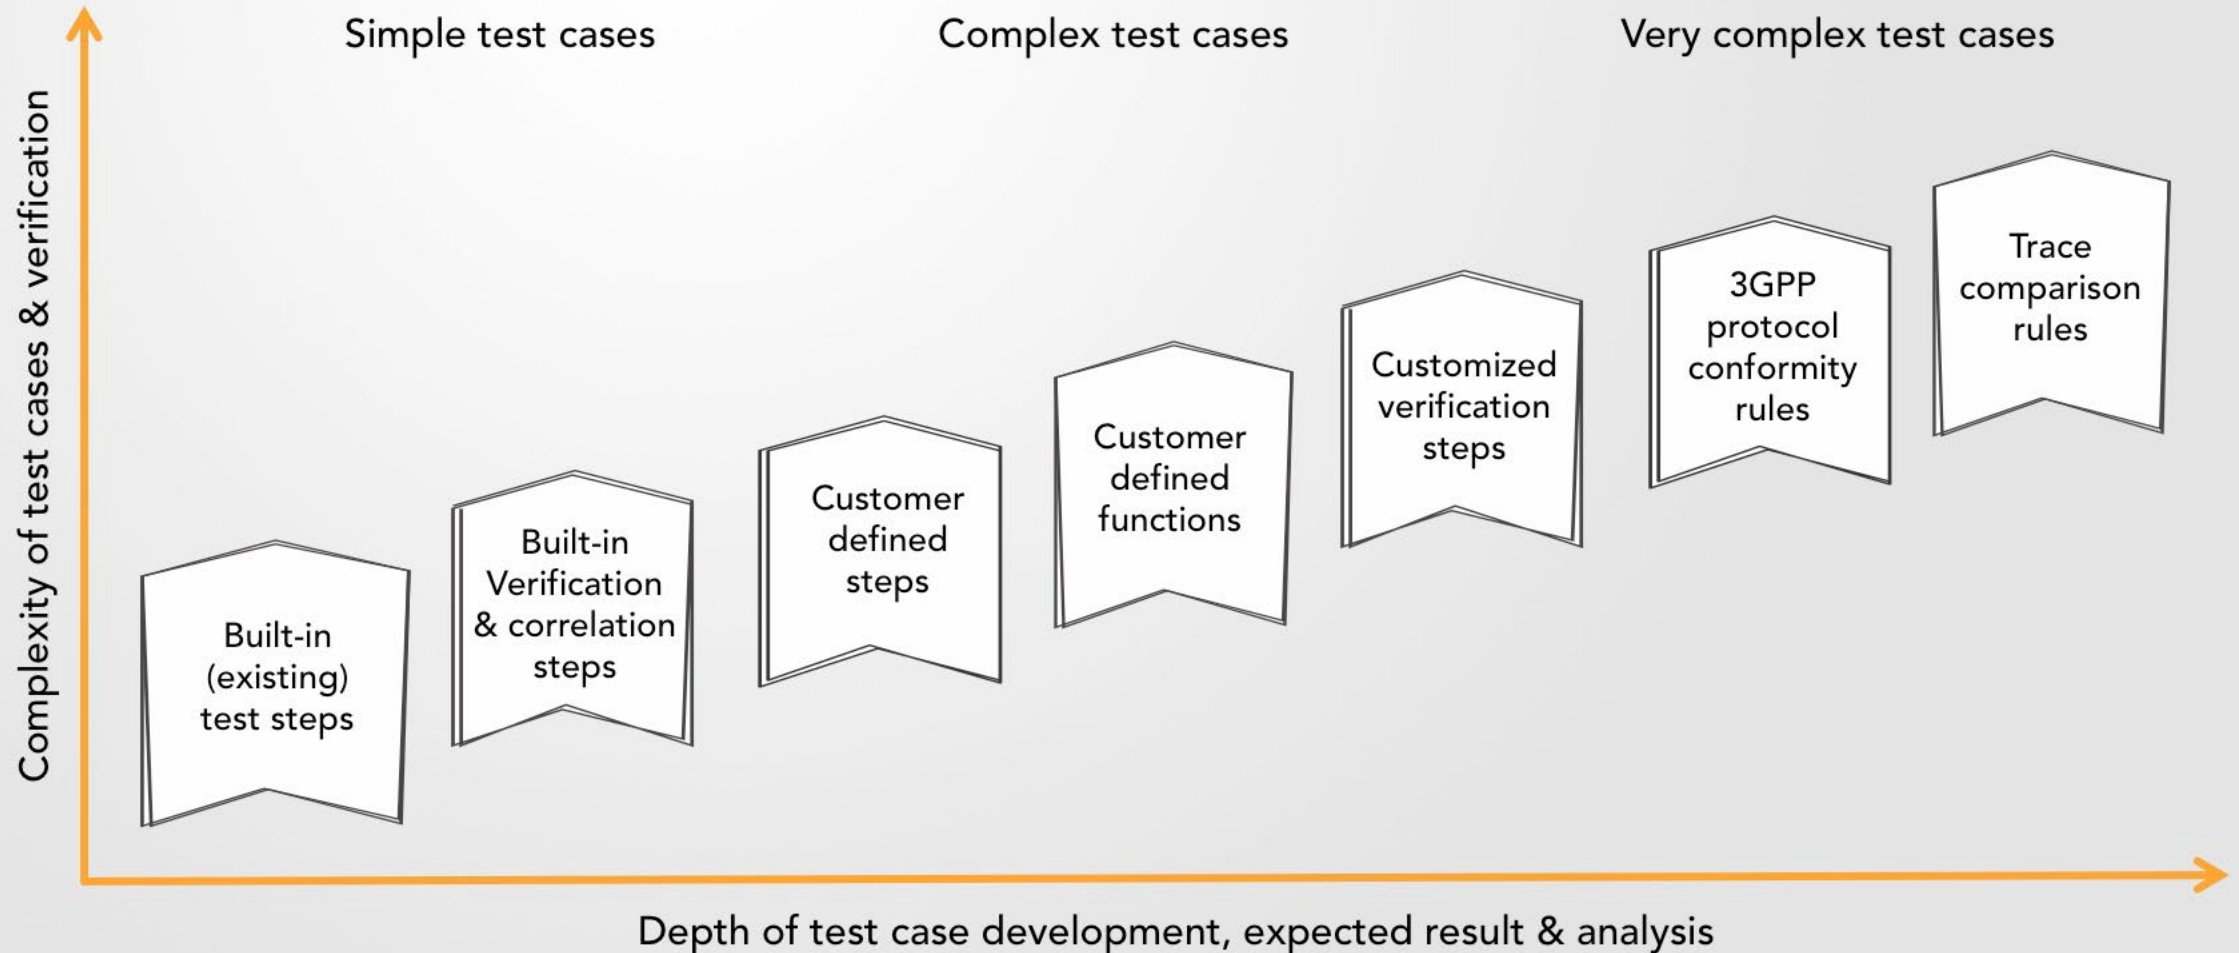 Simple test cases
Complex test cases
Very complex test cases
Complexity of test cases & verification
Built-in
(existing)
test steps
Built-in
Verification
& correlation
steps
Customer
defined
steps
Customer
defined
functions
Customized
verification
steps
3GPP
protocol
conformity
rules
Trace
comparison
rules
Depth of test case development, expected result & analysis